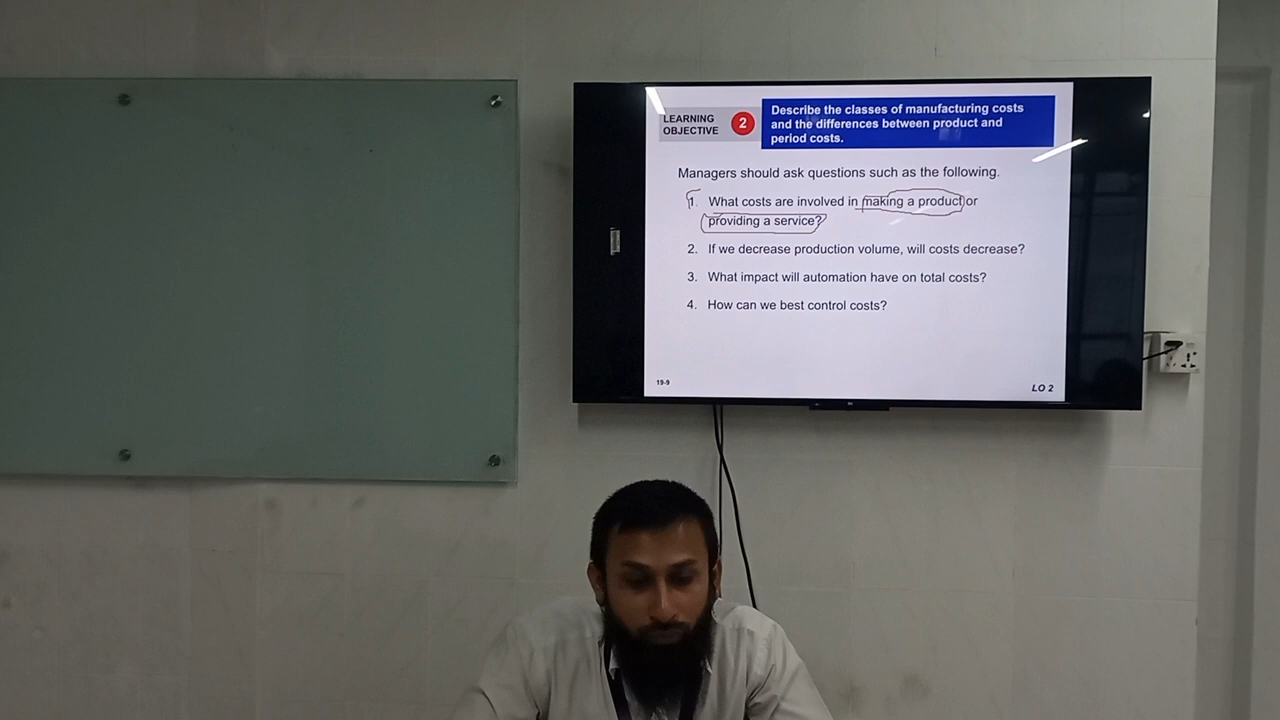 LEARNING
OBJECTIVE
2
Describe the classes of manufacturing costs
and the differences between product and
period costs.
Managers should ask questions such as the following.
1. What costs are involved in making a product or
providing a service?
2. If we decrease production volume, will costs decrease?
3. What impact will automation have on total costs?
4. How can we best control costs?
19-9
LO 2